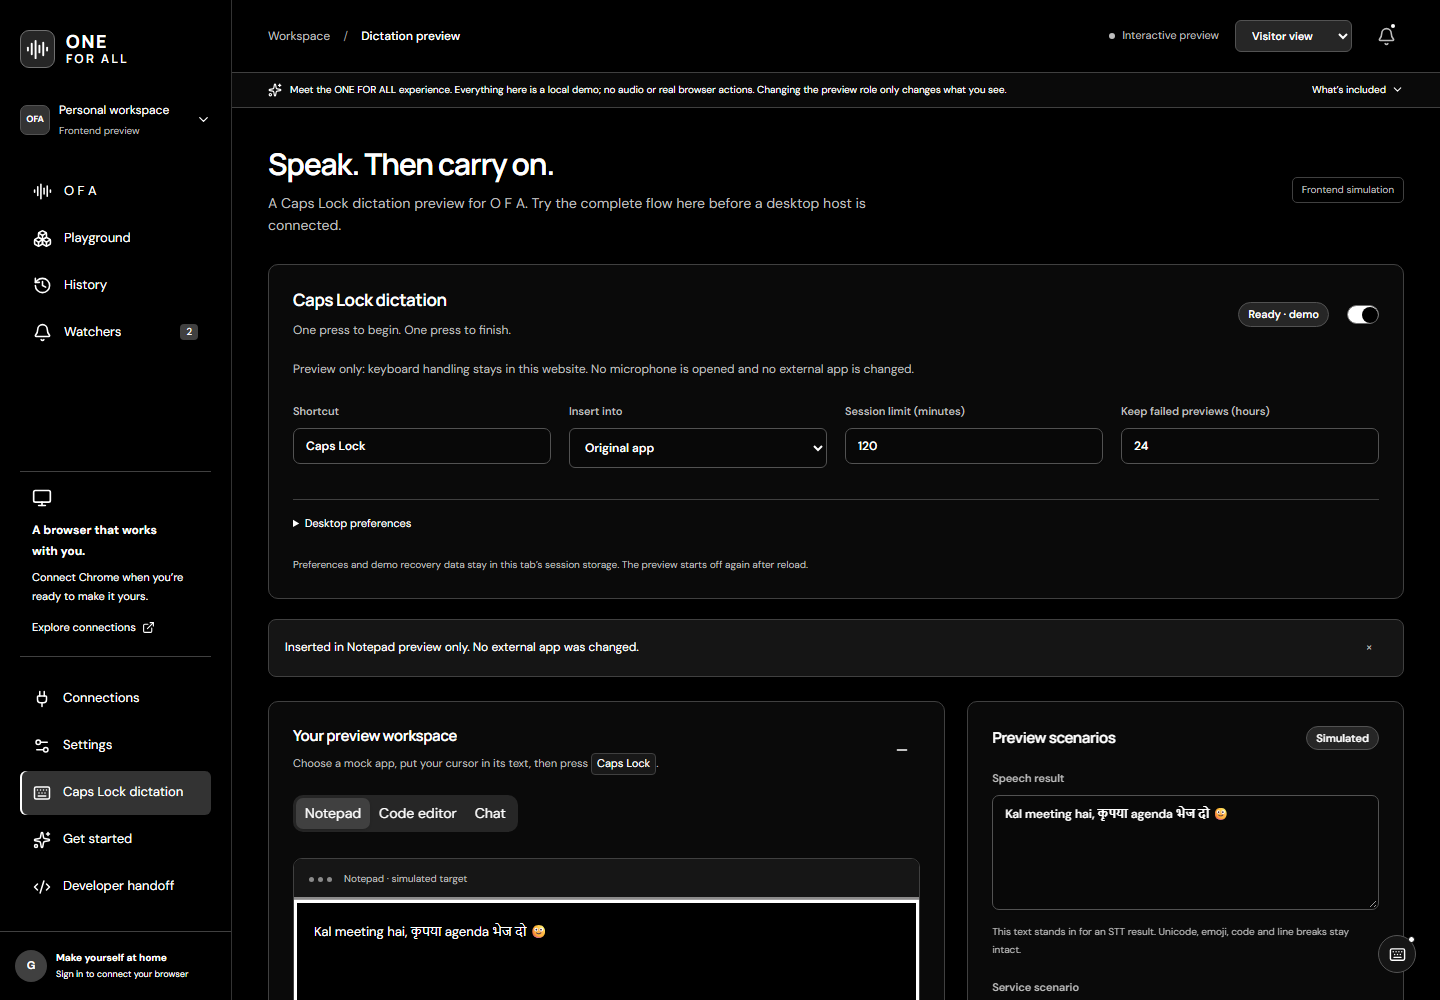 ONE
FOR ALL
OFA
Personal workspace
Frontend preview
O F A
Playground
History
Watchers 2
A browser that works
with you.
Connect Chrome when you're
ready to make it yours.
Explore connections
Connections
Settings
Caps Lock dictation
Get started
Developer handoff
G
Make yourself at home
Sign in to connect your browser
Workspace / Dictation preview
Interactive preview
Visitor view
Meet the ONE FOR ALL experience. Everything here is a local demo; no audio or real browser actions. Changing the preview role only changes what you see.
What's included
Speak. Then carry on.
A Caps Lock dictation preview for O F A. Try the complete flow here before a desktop host is
connected.
Frontend simulation
Caps Lock dictation
One press to begin. One press to finish.
Ready · demo
Preview only: keyboard handling stays in this website. No microphone is opened and no external app is changed.
Shortcut
Caps Lock
Insert into
Original app
Session limit (minutes)
120
Keep failed previews (hours)
24
Desktop preferences
Preferences and demo recovery data stay in this tab's session storage. The preview starts off again after reload.
Inserted in Notepad preview only. No external app was changed.
×
Your preview workspace
Choose a mock app, put your cursor in its text, then press Caps Lock.
Notepad Code editor Chat
Notepad · simulated target
Kal meeting hai, कृपया agenda भेज दो 🙂
Preview scenarios
Simulated
Speech result
Kal meeting hai, कृपया agenda भेज दो 🙂
This text stands in for an STT result. Unicode, emoji, code and line breaks stay
intact.
Service scenario